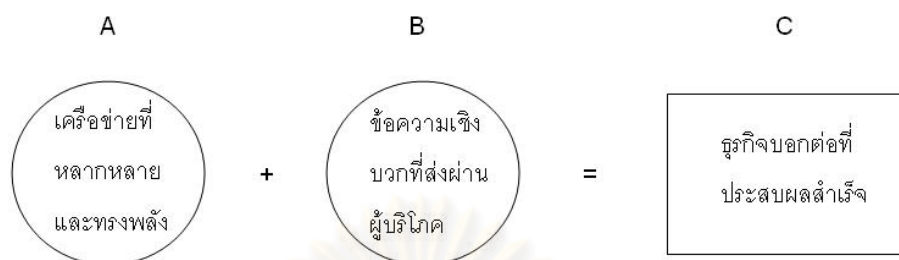 A B C
เครือข่ายที่
หลากหลาย
และทรงพลัง
+
ข้อความเชิง
บวกที่ส่งผ่าน
ผู้บริโภค
=
ธุรกิจบอกต่อที่
ประสบผลสำเร็จ